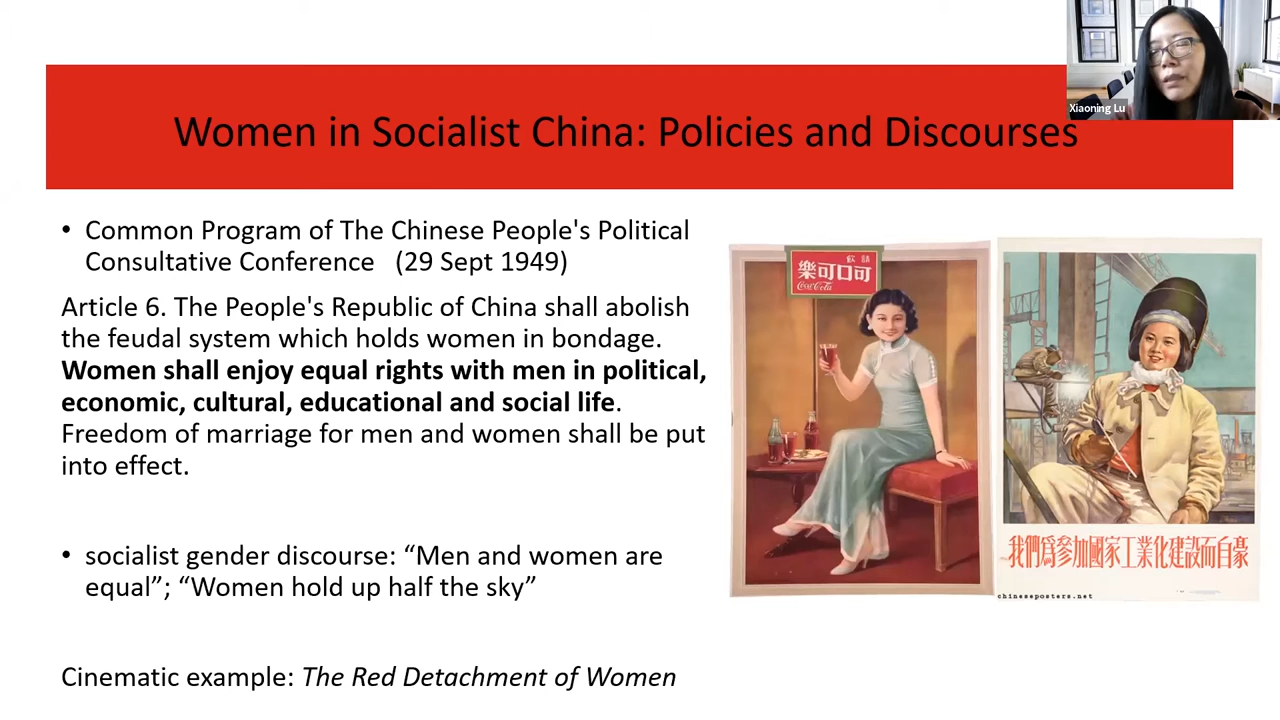 Women in Socialist China: Policies and Discourses
Xiaoning Lu
• Common Program of The Chinese People's Political
Consultative Conference (29 Sept 1949)
Article 6. The People's Republic of China shall abolish
the feudal system which holds women in bondage.
Women shall enjoy equal rights with men in political,
economic, cultural, educational and social life.
Freedom of marriage for men and women shall be put
into effect.
• socialist gender discourse: “Men and women are
equal”; “Women hold up half the sky”
Cinematic example: The Red Detachment of Women
飲請
樂可口可
Coca-Cola
我們爲參加國家工業化建設而自豪
chineseposters.net